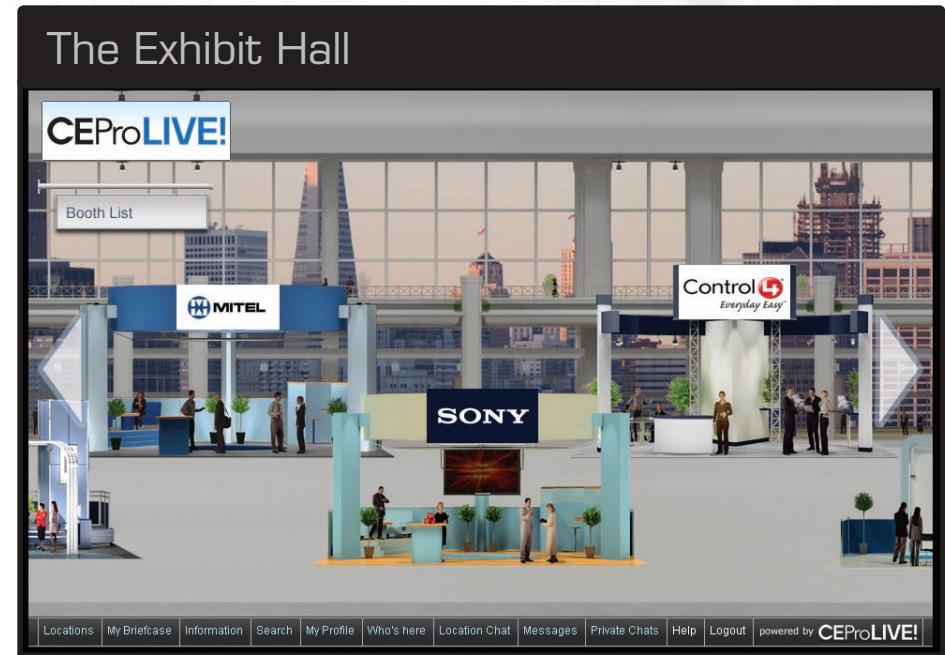 The Exhibit Hall
CEProLIVE!
Booth List
MITEL
Control4
Everyday Easy
SONY
Locations My Briefcase Information Search My Profile Who's here Location Chat Messages Private Chats Help Logout powered by CEProLIVE!